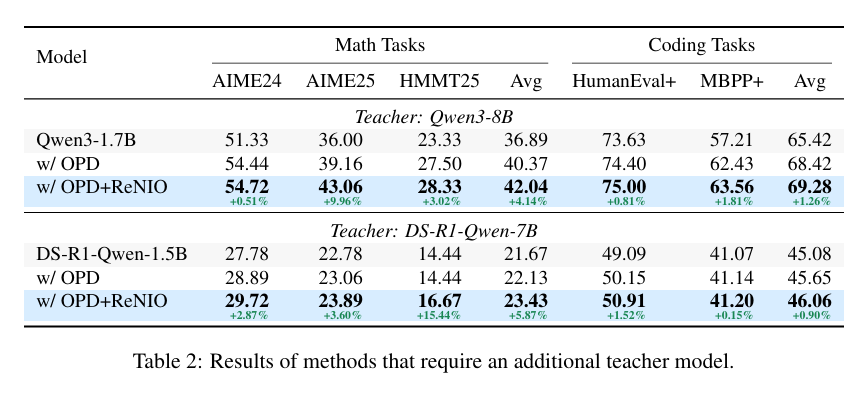 Model Math Tasks Coding Tasks
AIME24 AIME25 HMMT25 Avg HumanEval+ MBPP+ Avg
Teacher: Qwen3-8B
Qwen3-1.7B 51.33 36.00 23.33 36.89 73.63 57.21 65.42
w/ OPD 54.44 39.16 27.50 40.37 74.40 62.43 68.42
w/ OPD+ReNIO 54.72 43.06 28.33 42.04 75.00 63.56 69.28
+0.51% +9.96% +3.02% +4.14% +0.81% +1.81% +1.26%
Teacher: DS-R1-Qwen-7B
DS-R1-Qwen-1.5B 27.78 22.78 14.44 21.67 49.09 41.07 45.08
w/ OPD 28.89 23.06 14.44 22.13 50.15 41.14 45.65
w/ OPD+ReNIO 29.72 23.89 16.67 23.43 50.91 41.20 46.06
+2.87% +3.60% +15.44% +5.87% +1.52% +0.15% +0.90%
Table 2: Results of methods that require an additional teacher model.